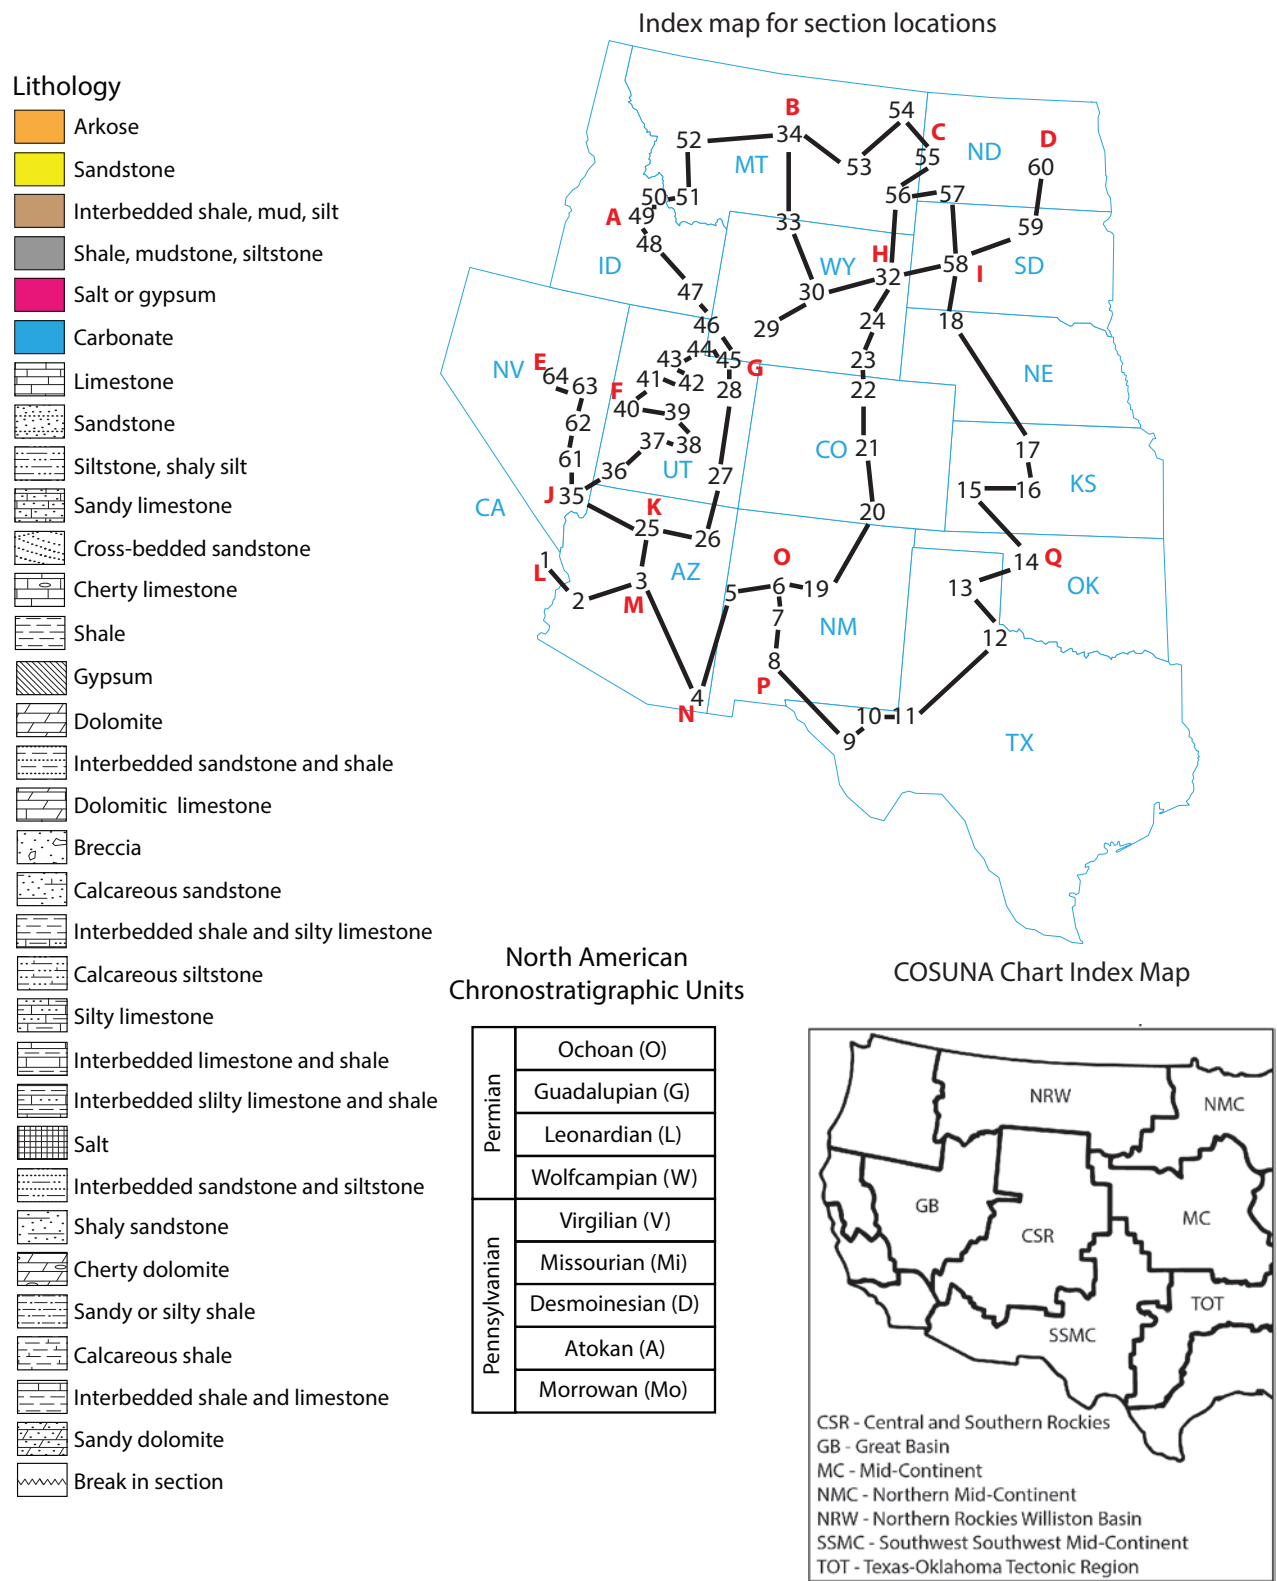 Index map for section locations
Lithology
Arkose
Sandstone
Interbedded shale, mud, silt
Shale, mudstone, siltstone
Salt or gypsum
Carbonate
Limestone
Sandstone
Siltstone, shaly silt
Sandy limestone
Cross-bedded sandstone
Cherty limestone
Shale
Gypsum
Dolomite
Interbedded sandstone and shale
Dolomitic limestone
Breccia
Calcareous sandstone
Interbedded shale and silty limestone
Calcareous siltstone
Silty limestone
Interbedded limestone and shale
Interbedded slilty limestone and shale
Salt
Interbedded sandstone and siltstone
Shaly sandstone
Cherty dolomite
Sandy or silty shale
Calcareous shale
Interbedded shale and limestone
Sandy dolomite
Break in section
B
54
C
D
52
34
MT
53
55
ND
60
50
51
56
57
A
49
33
59
48
H
ID
WY
32
58
I
SD
47
30
46
29
24
18
E
NV
64
63
43
44
45
G
23
NE
F
41
42
28
22
40
39
62
37
38
21
17
61
36
UT
27
CO
15
16
KS
J
35
K
CA
25
26
20
1
L
O
14
Q
2
3
AZ
M
5
6
19
13
OK
7
NM
12
8
P
4
N
10
11
9
TX
North American
Chronostratigraphic Units
Permian
Ochoan (O)
Guadalupian (G)
Leonardian (L)
Wolfcampian (W)
Pennsylvanian
Virgilian (V)
Missourian (Mi)
Desmoinesian (D)
Atokan (A)
Morrowan (Mo)
COSUNA Chart Index Map
NRW
NMC
GB
CSR
MC
SSMC
TOT
CSR - Central and Southern Rockies
GB - Great Basin
MC - Mid-Continent
NMC - Northern Mid-Continent
NRW - Northern Rockies Williston Basin
SSMC - Southwest Southwest Mid-Continent
TOT - Texas-Oklahoma Tectonic Region